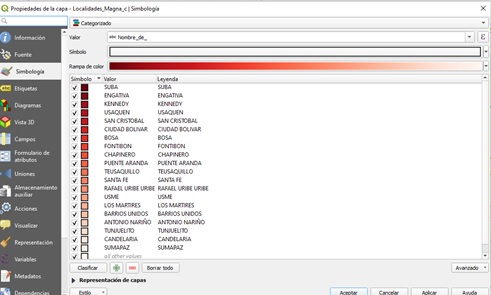 Propiedades de la capa - Localidades_Magna_c | Simbología
Información
Fuente
Simbología
Etiquetas
Diagramas
Vista 3D
Campos
Formulario de
atributos
Uniones
Almacenamiento
auxiliar
Acciones
Visualizar
Representación
Variables
Metadatos
Categorizado
Valor abc Nombre_de_
Símbolo
Rampa de color
Símbolo Valor Leyenda
SUBA SUBA
ENGATIVA ENGATIVA
KENNEDY KENNEDY
USAQUEN USAQUEN
SAN CRISTOBAL SAN CRISTOBAL
CIUDAD BOLIVAR CIUDAD BOLIVAR
BOSA BOSA
FONTIBON FONTIBON
CHAPINERO CHAPINERO
PUENTE ARANDA PUENTE ARANDA
TEUSAQUILLO TEUSAQUILLO
SANTA FE SANTA FE
RAFAEL URIBE URIBE RAFAEL URIBE URIBE
USME USME
LOS MARTIRES LOS MARTIRES
BARRIOS UNIDOS BARRIOS UNIDOS
ANTONIO NARIÑO ANTONIO NARIÑO
TUNJUELITO TUNJUELITO
CANDELARIA CANDELARIA
SUMAPAZ SUMAPAZ
all other values
Clasificar Borrar todo Avanzado
Representación de capas
Estilo Aceptar Cancelar Aplicar Ayuda